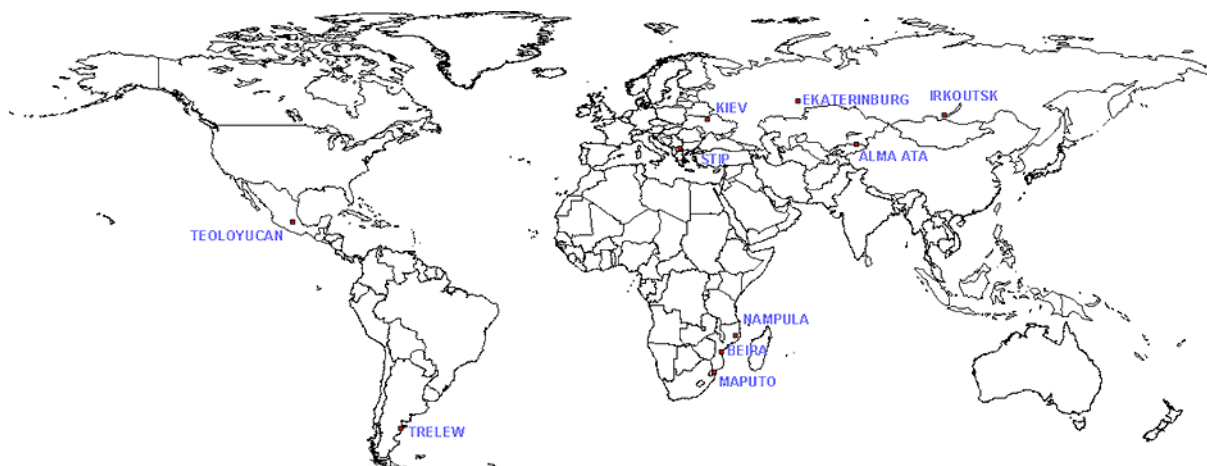 EKATERINBURG
IRKOUTSK
KIEV
STIP
ALMA ATA
TEOLOYUCAN
NAMPULA
BEIRA
MAPUTO
TRELEW